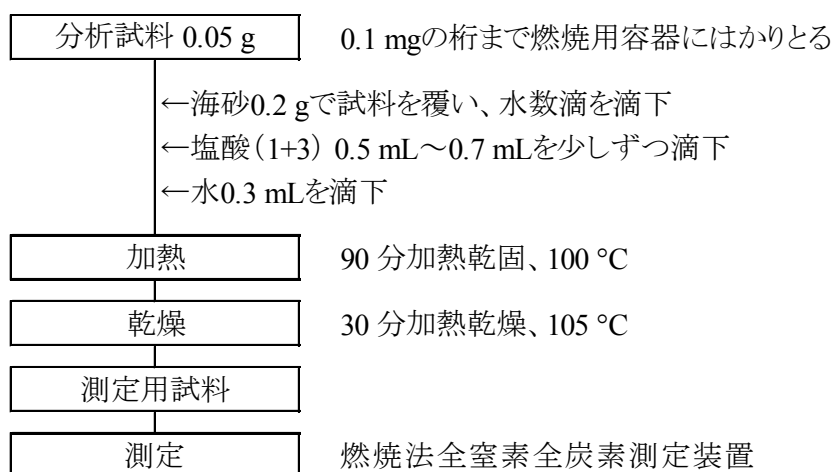 分析試料 0.05 g 0.1 mgの桁まで燃焼用容器にはかりとる
←海砂0.2 gで試料を覆い、水数滴を滴下
←塩酸（1+3） 0.5 mL～0.7 mLを少しずつ滴下
←水0.3 mLを滴下
加熱 90 分加熱乾固、100 °C
乾燥 30 分加熱乾燥、105 °C
測定用試料
測定 燃焼法全窒素全炭素測定装置